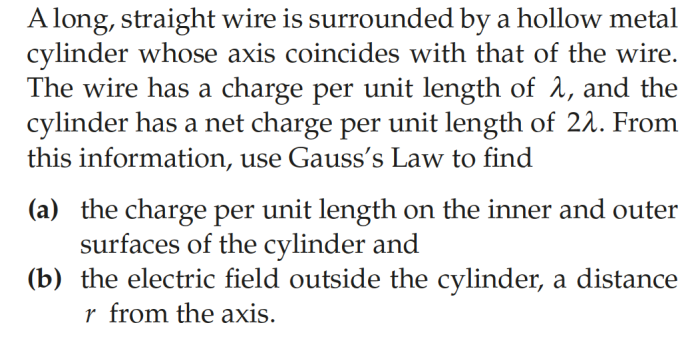 A long, straight wire is surrounded by a hollow metal
cylinder whose axis coincides with that of the wire.
The wire has a charge per unit length of λ, and the
cylinder has a net charge per unit length of 2λ. From
this information, use Gauss's Law to find
(a) the charge per unit length on the inner and outer
surfaces of the cylinder and
(b) the electric field outside the cylinder, a distance
r from the axis.